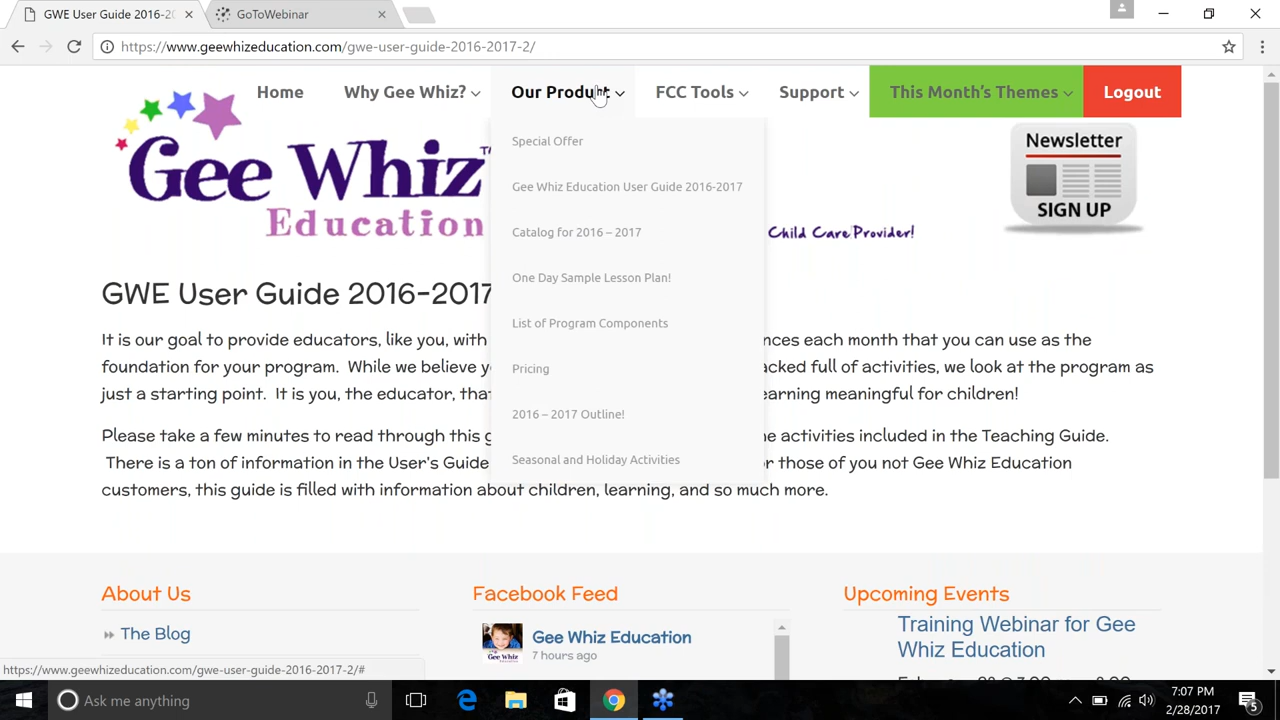 GWE User Guide 2016-20
GoToWebinar
https://www.geewhizeducation.com/gwe-user-guide-2016-2017-2/
Home
Why Gee Whiz?
Our Product
FCC Tools
Support
This Month's Themes
Logout
Special Offer
Gee Whiz Education User Guide 2016-2017
Catalog for 2016 – 2017
One Day Sample Lesson Plan!
List of Program Components
Pricing
2016 – 2017 Outline!
Seasonal and Holiday Activities
Gee Whiz
Education
Child Care Provider!
Newsletter
SIGN UP
GWE User Guide 2016-2017
It is our goal to provide educators, like you, with nces each month that you can use as the
foundation for your program. While we believe y acked full of activities, we look at the program as
just a starting point. It is you, the educator, tha earning meaningful for children!
Please take a few minutes to read through this g he activities included in the Teaching Guide.
There is a ton of information in the User's Guide or those of you not Gee Whiz Education
customers, this guide is filled with information about children, learning, and so much more.
About Us
The Blog
Facebook Feed
Gee Whiz Education
7 hours ago
Upcoming Events
Training Webinar for Gee
Whiz Education
https://www.geewhizeducation.com/gwe-user-guide-2016-2017-2/#
Ask me anything
7:07 PM
2/28/2017
5